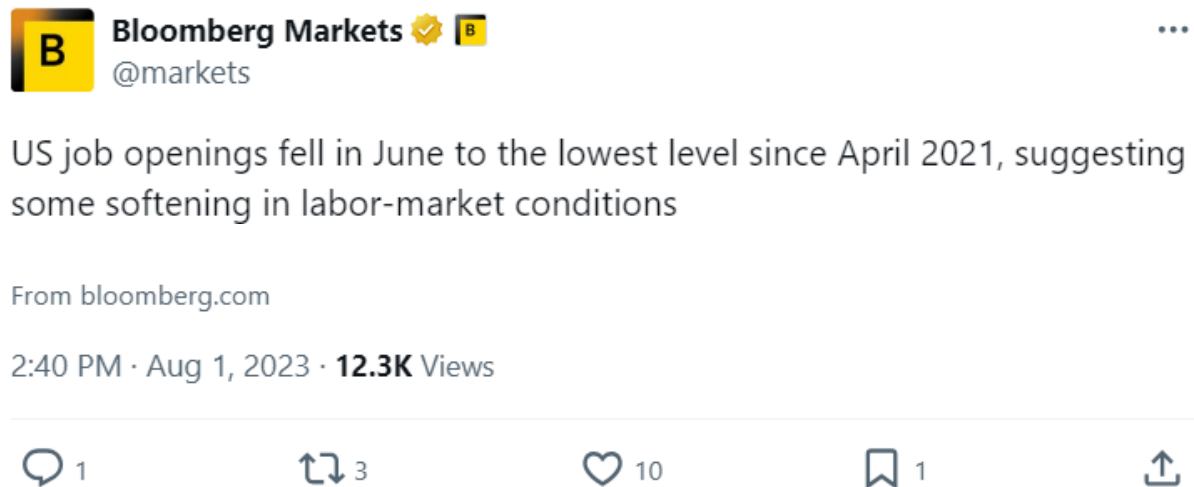 B
Bloomberg Markets B
@markets
US job openings fell in June to the lowest level since April 2021, suggesting
some softening in labor-market conditions
From bloomberg.com
2:40 PM · Aug 1, 2023 · 12.3K Views
1 3 10 1